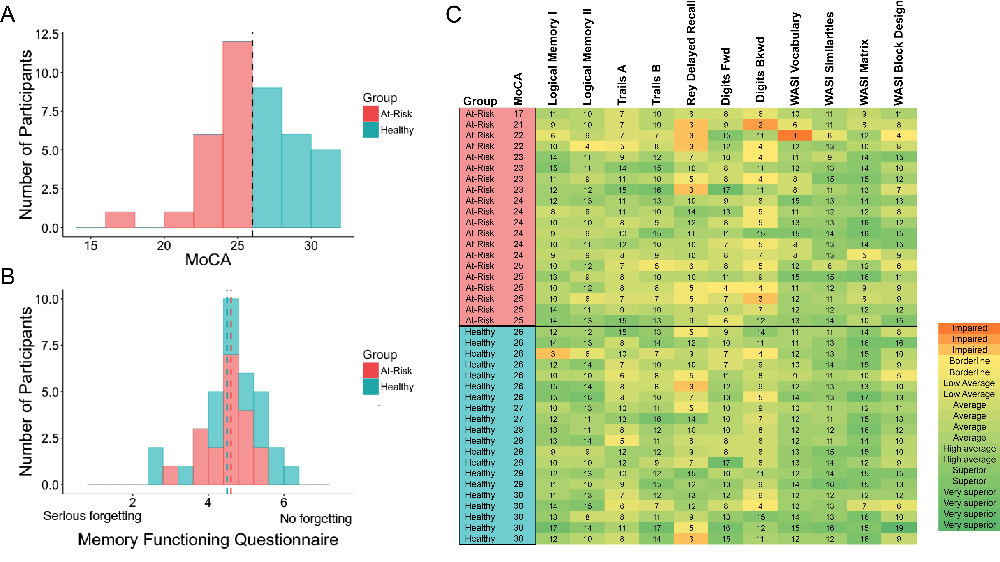 A
12.5
10.0
7.5
5.0
2.5
0.0
Number of Participants
15 20 25 30
MoCA
Group
At-Risk
Healthy
B
10.0
7.5
5.0
2.5
0.0
Number of Participants
2 4 6
Serious forgetting No forgetting
Memory Functioning Questionnaire
Group
At-Risk
Healthy
C
Group MoCA Logical Memory I Logical Memory II Trails A Trails B Rey Delayed Recall Digits Fwd Digits Bkwd WASI Vocabulary WASI Similarities WASI Matrix WASI Block Design
At-Risk 17 11 10 7 10 8 8 6 10 11 9 11
At-Risk 21 9 10 7 10 3 9 2 6 11 8 8
At-Risk 22 6 9 7 7 3 15 11 1 6 12 4
At-Risk 22 10 4 5 8 3 12 4 12 13 10 8
At-Risk 23 14 11 9 12 7 10 4 11 9 14 15
At-Risk 23 15 11 14 15 10 8 11 12 13 14 10
At-Risk 23 11 9 11 10 5 8 4 8 15 15 12
At-Risk 23 12 12 15 16 3 17 11 8 11 13 7
At-Risk 24 12 13 11 13 10 9 8 15 13 14 13
At-Risk 24 8 9 11 10 14 13 5 11 12 12 8
At-Risk 24 10 10 8 9 12 8 5 13 13 16 12
At-Risk 24 9 9 10 15 11 11 15 15 14 16 15
At-Risk 24 10 11 12 10 10 7 5 8 13 14 15
At-Risk 24 9 9 8 9 10 8 7 8 13 5 9
At-Risk 25 10 12 7 5 6 8 5 12 8 12 6
At-Risk 25 13 9 8 10 10 11 9 15 15 16 11
At-Risk 25 10 12 8 8 5 4 4 11 12 9 9
At-Risk 25 10 6 7 7 5 7 3 12 11 8 9
At-Risk 25 14 11 9 10 9 9 7 12 12 12 12
At-Risk 25 14 13 15 13 9 6 12 13 14 10 15
Healthy 26 12 12 15 13 5 9 14 11 11 14 8
Healthy 26 14 13 8 14 12 10 11 11 13 16 16
Healthy 26 3 6 10 7 9 7 4 12 13 15 10
Healthy 26 12 14 7 10 10 7 9 10 14 15 9
Healthy 26 10 10 6 8 5 11 8 9 11 10 5
Healthy 26 15 14 8 8 3 12 9 12 13 13 10
Healthy 26 15 16 8 10 7 13 5 14 13 17 13
Healthy 27 10 13 10 11 5 10 9 10 11 12 11
Healthy 27 12 11 13 16 14 10 7 12 11 15 13
Healthy 28 13 11 8 12 10 10 8 12 12 16 12
Healthy 28 13 14 5 11 8 8 8 12 11 14 10
Healthy 28 9 9 12 12 9 8 8 13 15 15 10
Healthy 29 10 10 12 9 7 17 8 13 14 12 9
Healthy 29 12 13 10 12 15 10 11 12 14 15 15
Healthy 29 11 10 9 15 12 13 9 14 16 15 13
Healthy 30 11 13 7 12 13 12 6 12 12 12 12
Healthy 30 14 15 6 7 12 8 4 12 13 7 6
Healthy 30 13 8 8 11 9 13 15 14 13 16 10
Healthy 30 17 14 11 17 5 16 12 15 16 15 19
Healthy 30 12 10 8 14 3 15 11 12 12 16 9
Impaired
Impaired
Impaired
Borderline
Borderline
Low Average
Low Average
Average
Average
Average
Average
High average
High average
Superior
Superior
Very superior
Very superior
Very superior
Very superior